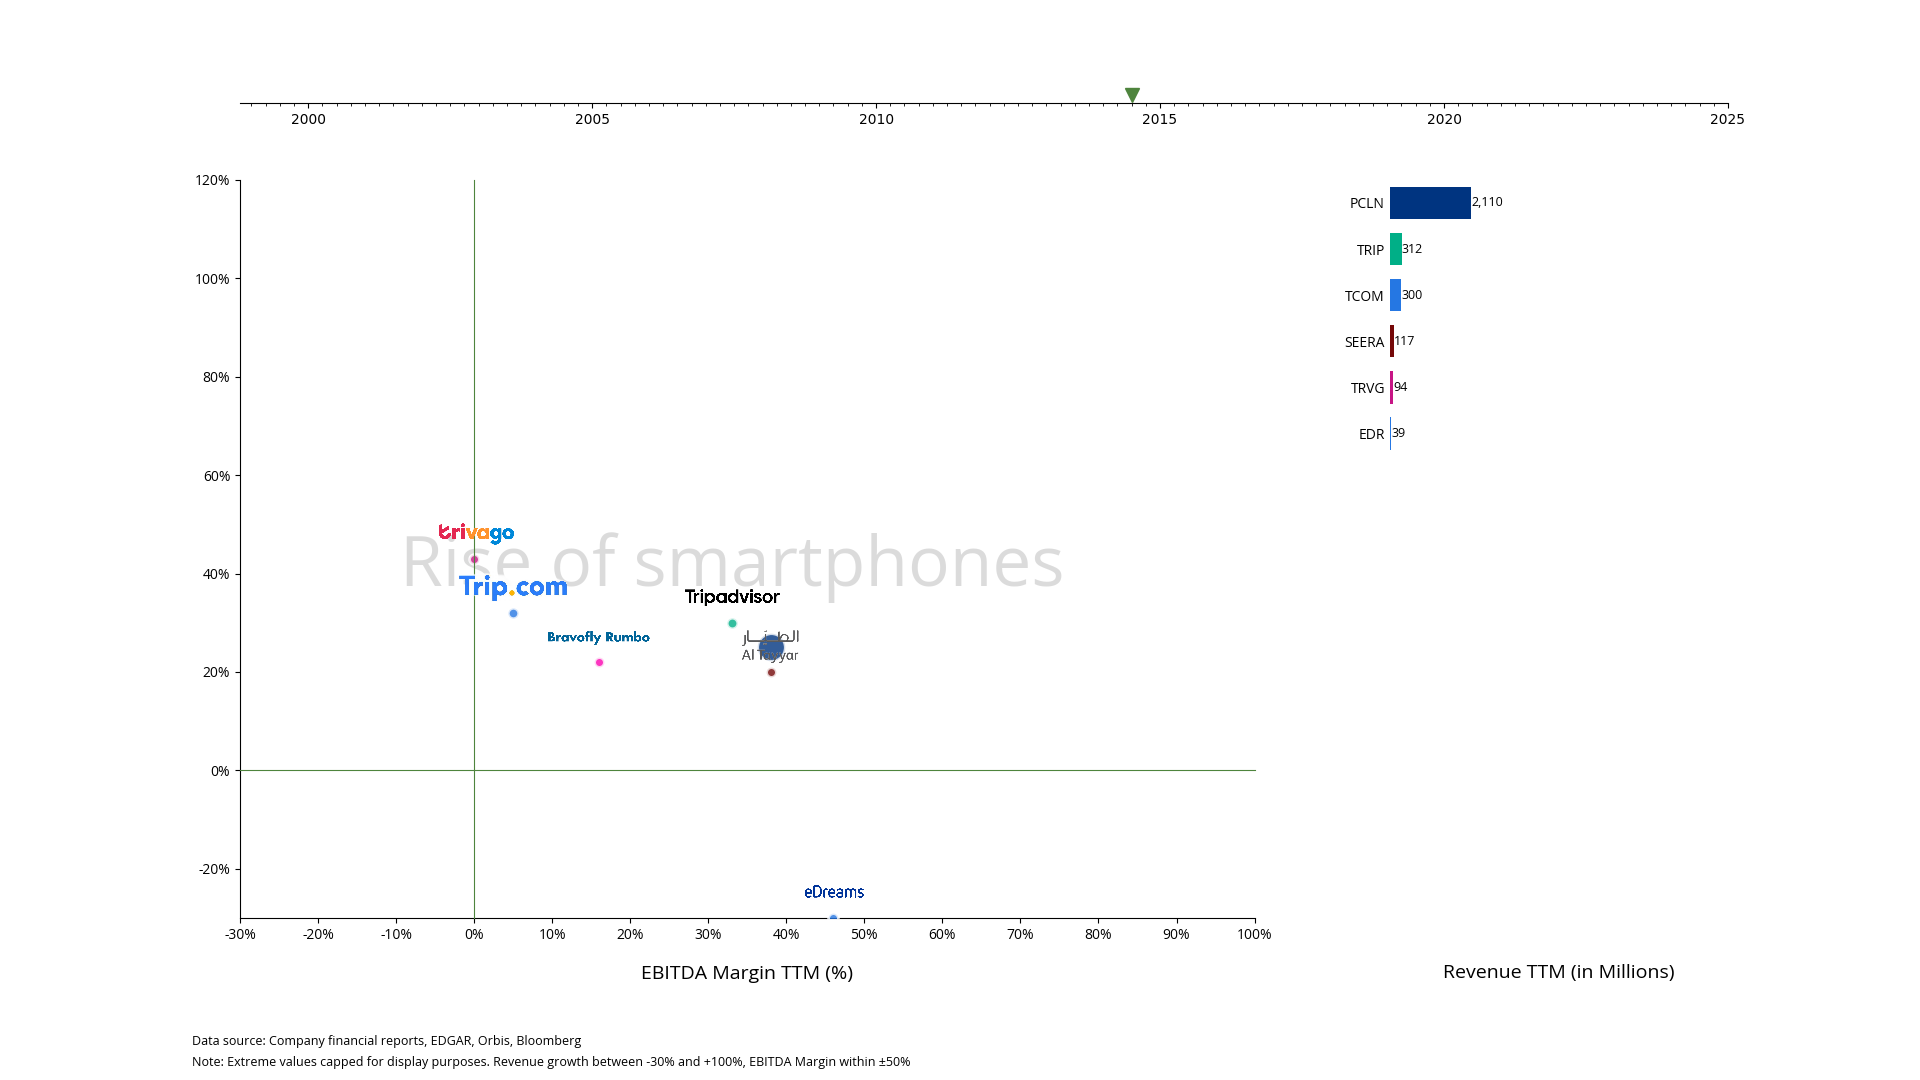 2000 2005 2010 2015 2020 2025
120%
100%
80%
60%
40%
20%
0%
-20%
Rise of smartphones
trivago
Trip.com
Tripadvisor
Bravofly Rumbo
الطيار
Al Tayyar
eDreams
-30% -20% -10% 0% 10% 20% 30% 40% 50% 60% 70% 80% 90% 100%
EBITDA Margin TTM (%)
PCLN 2,110
TRIP 312
TCOM 300
SEERA 117
TRVG 94
EDR 39
Revenue TTM (in Millions)
Data source: Company financial reports, EDGAR, Orbis, Bloomberg
Note: Extreme values capped for display purposes. Revenue growth between -30% and +100%, EBITDA Margin within ±50%